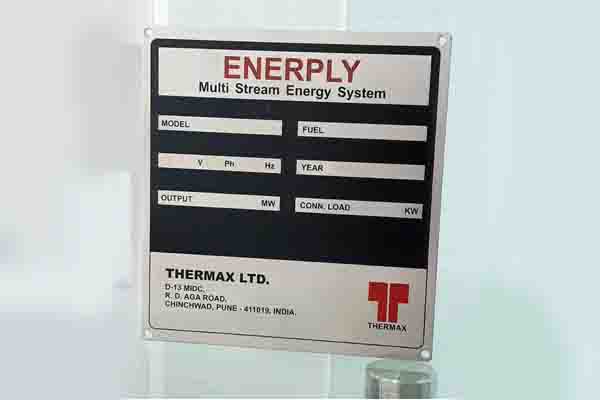 ENERPLY
Multi Stream Energy System
MODEL
FUEL
V Ph Hz
YEAR
OUTPUT MW
CONN. LOAD KW
THERMAX LTD.
D-13 MIDC,
R. D. AGA ROAD,
CHINCHWAD, PUNE - 411019, INDIA.
THERMAX